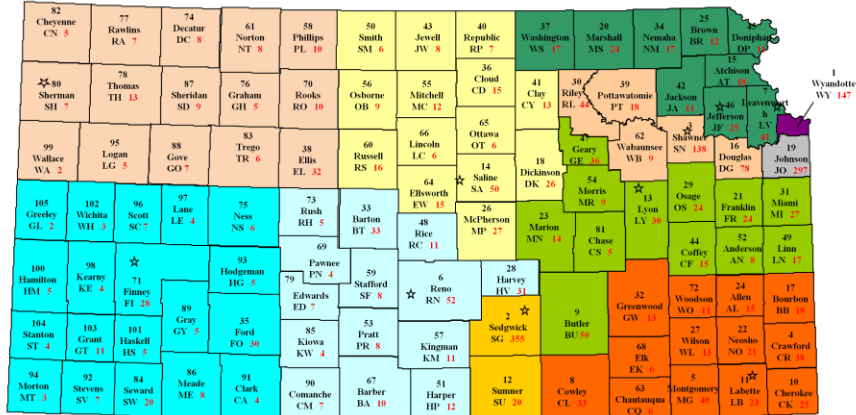 82
Cheyenne
CN 5
77
Rawlins
RA 7
74
Decatur
DC 8
61
Norton
NT 8
58
Phillips
PL 10
50
Smith
SM 6
43
Jewell
JW 8
40
Republic
RP 7
37
Washington
WS 17
20
Marshall
MS 24
34
Nemaha
NM 17
25
Brown
BR 12
45
Doniphan
DP
1
Wyandotte
WY 147
80
Sherman
SH 7
78
Thomas
TH 13
87
Sheridan
SD 9
76
Graham
GH 5
70
Rooks
RO 10
56
Osborne
OB 9
55
Mitchell
MC 12
36
Cloud
CD 15
41
Clay
CY 13
30
Riley
RL 44
39
Pottawatomie
PT 18
42
Jackson
JA 11
15
Atchison
AT 18
46
Jefferson
JF 25
7
Leavenwort
h
LV
41
99
Wallace
WA 2
95
Logan
LG 5
88
Gove
GO 7
83
Trego
TR 6
38
Ellis
EL 32
60
Russell
RS 16
66
Lincoln
LC 6
65
Ottawa
OT 6
14
Saline
SA 50
18
Dickinson
DK 26
47
Geary
GE 36
62
Wabaunsee
WB 9
3
Shawnee
SN 138
16
Douglas
DG 78
19
Johnson
JO 297
64
Ellsworth
EW 15
26
McPherson
MP 27
54
Morris
MR 9
13
Lyon
LY 30
29
Osage
OS 24
21
Franklin
FR 24
31
Miami
MI 27
105
Greeley
GL 2
102
Wichita
WH 3
96
Scott
SC 7
97
Lane
LE 4
75
Ness
NS 6
73
Rush
RH 5
33
Barton
BT 33
48
Rice
RC 11
23
Marion
MN 14
81
Chase
CS 5
44
Coffey
CF 15
52
Anderson
AN 8
49
Linn
LN 17
100
Hamilton
HM 5
98
Kearny
KE 4
71
Finney
FI 28
93
Hodgeman
HG 5
69
Pawnee
PN 4
59
Stafford
SF 8
6
Reno
RN 52
28
Harvey
HV 31
79
Edwards
ED 7
89
Gray
GY 5
35
Ford
FO 30
85
Kiowa
KW 4
53
Pratt
PR 8
57
Kingman
KM 11
2
Sedgwick
SG 355
9
Butler
BU 50
32
Greenwood
GW 13
72
Woodson
WO 11
24
Allen
AL 15
17
Bourbon
BB 18
104
Stanton
ST 4
103
Grant
GT 11
101
Haskell
HS 5
68
Elk
EK 6
27
Wilson
WL 13
22
Neosho
NO 21
4
Crawford
CR 38
94
Morton
MT 3
92
Stevens
SV 7
84
Seward
SW 20
86
Meade
ME 8
91
Clark
CA 4
90
Comanche
CM 7
67
Barber
BA 10
51
Harper
HP 12
12
Sumner
SU 20
8
Cowley
CL 33
63
Chautauqua
CQ 6
5
Montgomery
MG 40
11
Labette
LB 23
10
Cherokee
CK 25